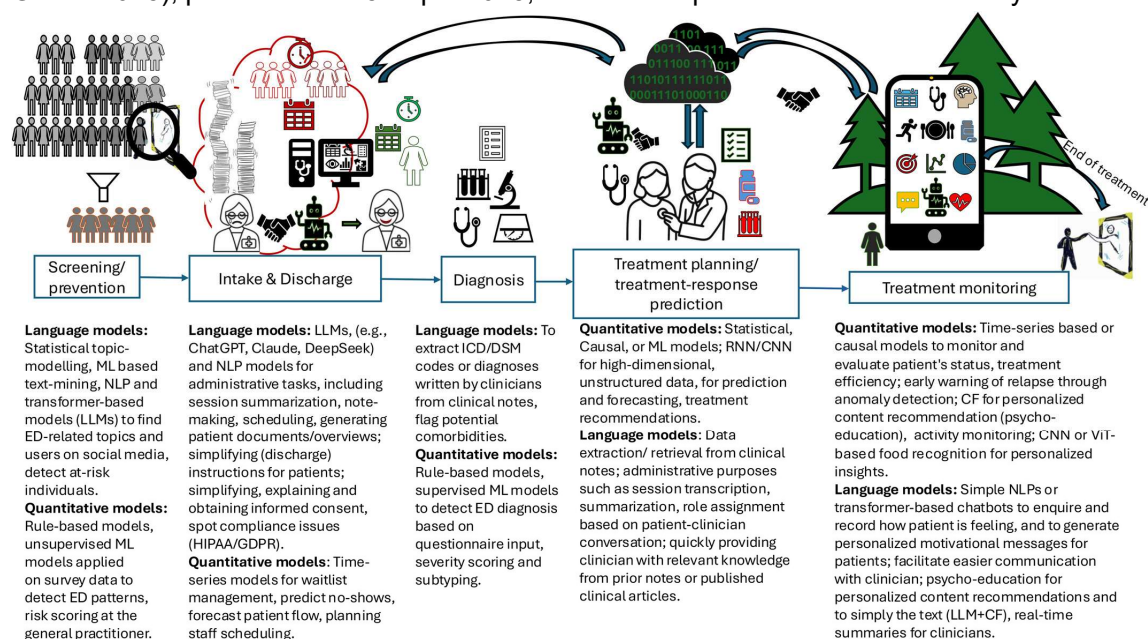 1101
0011 00 111
011100 111 011
11010111111011
00011101000110
End of treatment
Screening/
prevention
Intake & Discharge
Diagnosis
Treatment planning/
treatment-response
prediction
Treatment monitoring
Language models:
Statistical topic-
modelling, ML based
text-mining, NLP and
transformer-based
models (LLMs) to find
ED-related topics and
users on social media,
detect at-risk
individuals.
Quantitative models:
Rule-based models,
unsupervised ML
models applied
on survey data to
detect ED patterns,
risk scoring at the
general practitioner.
Language models: LLMs, (e.g.,
ChatGPT, Claude, DeepSeek)
and NLP models for
administrative tasks, including
session summarization, note-
making, scheduling, generating
patient documents/overviews;
simplifying (discharge)
instructions for patients;
simplifying, explaining and
obtaining informed consent,
spot compliance issues
(HIPAA/GDPR).
Quantitative models: Time-
series models for waitlist
management, predict no-shows,
forecast patient flow, planning
staff scheduling.
Language models: To
extract ICD/DSM
codes or diagnoses
written by clinicians
from clinical notes,
flag potential
comorbidities.
Quantitative models:
Rule-based models,
supervised ML models
to detect ED diagnosis
based on
questionnaire input,
severity scoring and
subtyping.
Quantitative models: Statistical,
Causal, or ML models; RNN/CNN
for high-dimensional,
unstructured data, for prediction
and forecasting, treatment
recommendations.
Language models: Data
extraction/ retrieval from clinical
notes; administrative purposes
such as session transcription,
summarization, role assignment
based on patient-clinician
conversation; quickly providing
clinician with relevant knowledge
from prior notes or published
clinical articles.
Quantitative models: Time-series based or
causal models to monitor and
evaluate patient's status, treatment
efficiency; early warning of relapse through
anomaly detection; CF for personalized
content recommendation (psycho-
education), activity monitoring; CNN or ViT-
based food recognition for personalized
insights.
Language models: Simple NLPs or
transformer-based chatbots to enquire and
record how patient is feeling, and to generate
personalized motivational messages for
patients; facilitate easier communication
with clinician; psycho-education for
personalized content recommendations and
to simply the text (LLM+CF), real-time
summaries for clinicians.